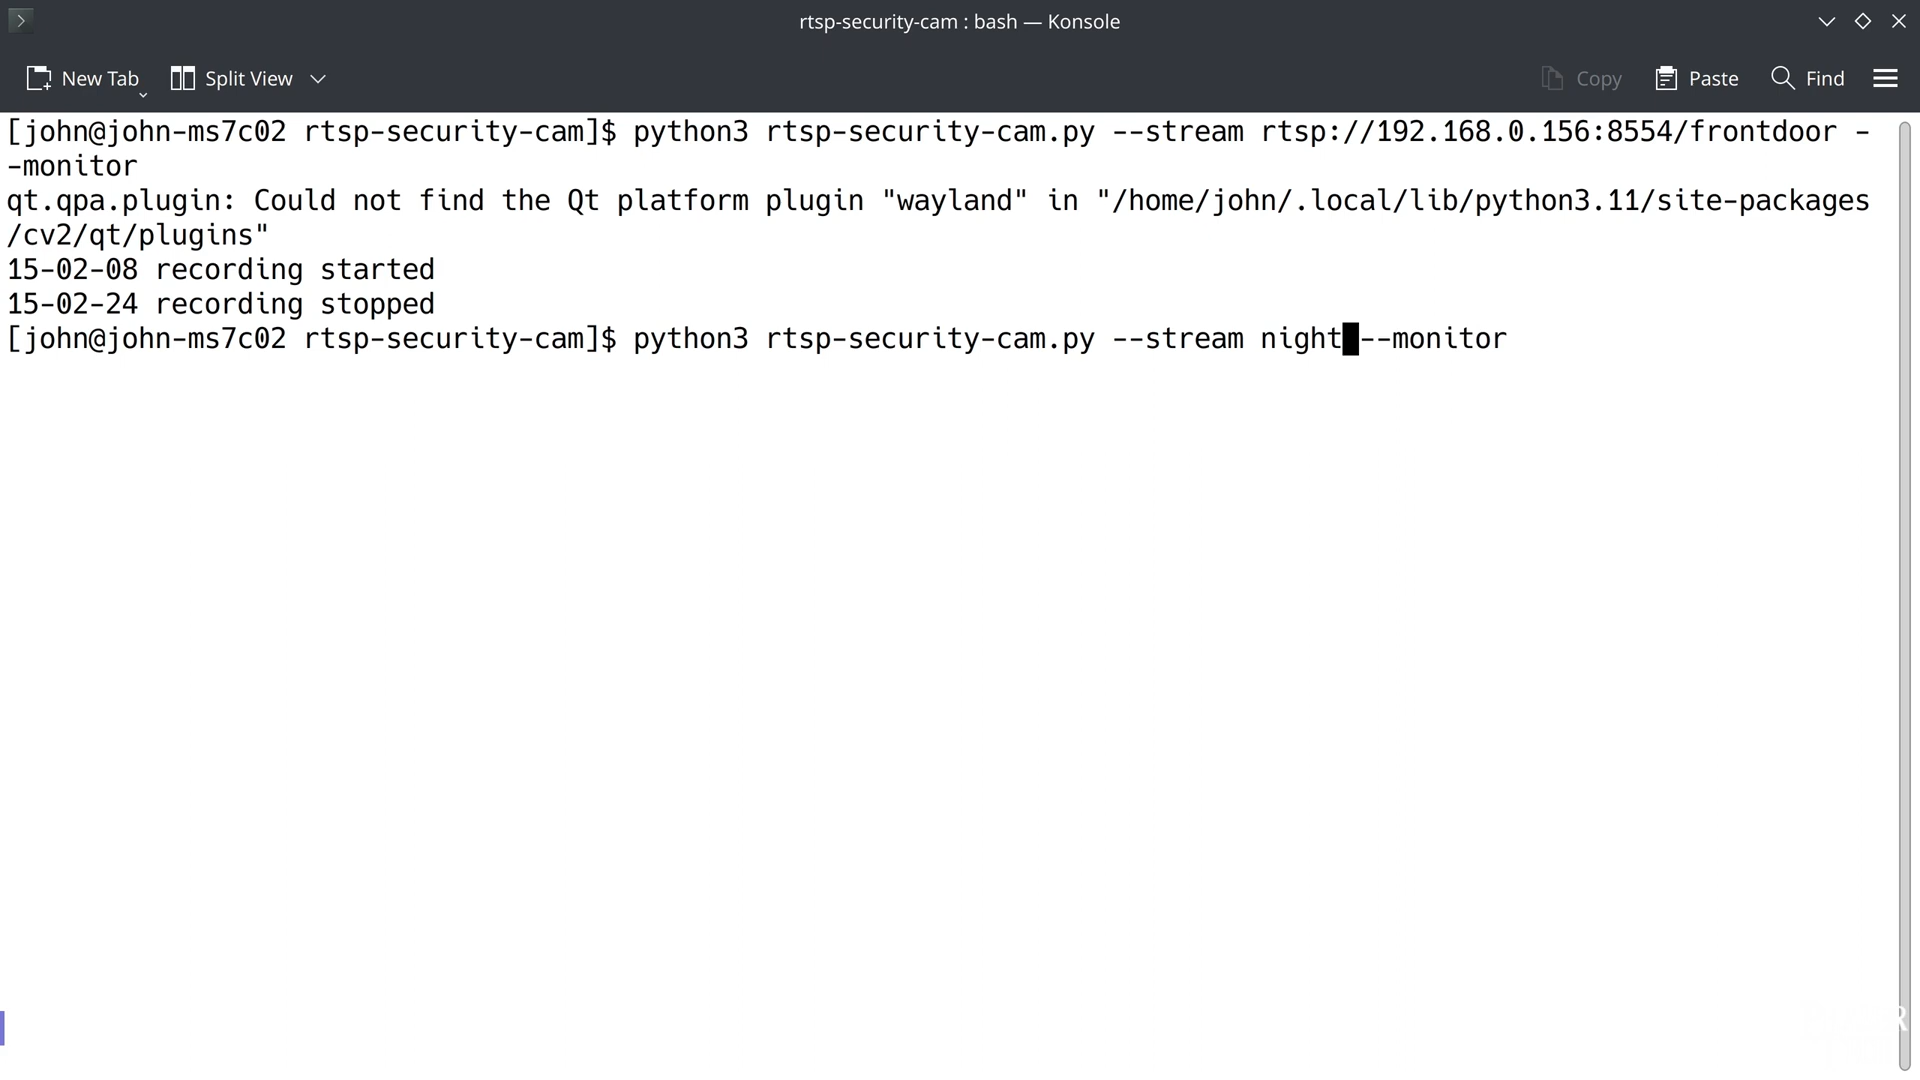 rtsp-security-cam : bash — Konsole
New Tab Split View Copy Paste Find
[john@john-ms7c02 rtsp-security-cam]$ python3 rtsp-security-cam.py --stream rtsp://192.168.0.156:8554/frontdoor -
-monitor
qt.qpa.plugin: Could not find the Qt platform plugin "wayland" in "/home/john/.local/lib/python3.11/site-packages
/cv2/qt/plugins"
15-02-08 recording started
15-02-24 recording stopped
[john@john-ms7c02 rtsp-security-cam]$ python3 rtsp-security-cam.py --stream night --monitor